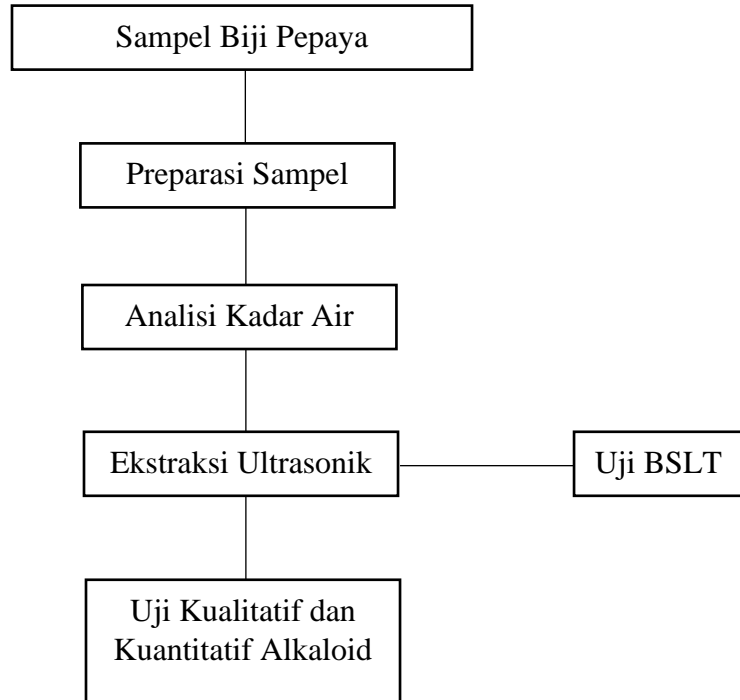 Sampel Biji Pepaya
Preparasi Sampel
Analisi Kadar Air
Ekstraksi Ultrasonik
Uji BSLT
Uji Kualitatif dan
Kuantitatif Alkaloid